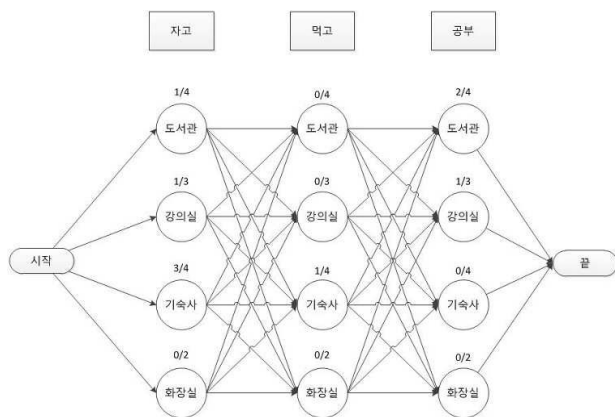 자고 먹고 공부
1/4 0/4 2/4
도서관 도서관 도서관
1/3 0/3 1/3
강의실 강의실 강의실
시작 끝
3/4 1/4 0/4
기숙사 기숙사 기숙사
0/2 0/2 0/2
화장실 화장실 화장실